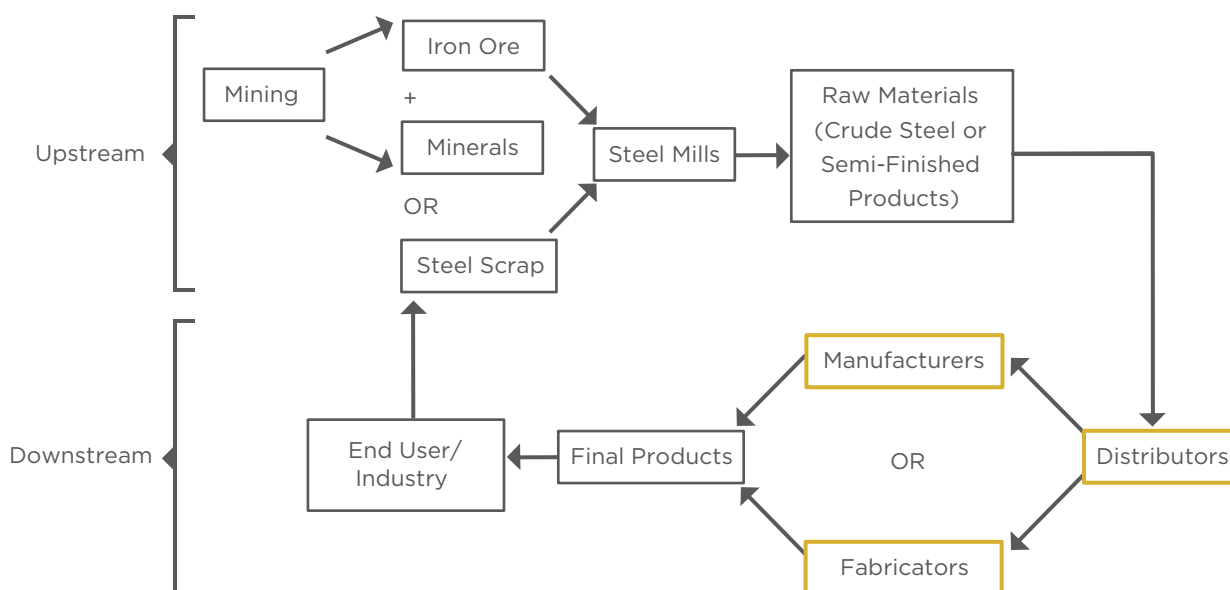 Upstream
Mining
Iron Ore
+
Minerals
OR
Steel Scrap
Steel Mills
Raw Materials
(Crude Steel or
Semi-Finished
Products)
Downstream
End User/
Industry
Final Products
Manufacturers
OR
Fabricators
Distributors